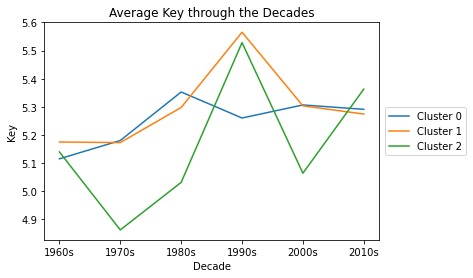 Average Key through the Decades
Key
5.6
5.5
5.4
5.3
5.2
5.1
5.0
4.9
1960s 1970s 1980s 1990s 2000s 2010s
Decade
Cluster 0
Cluster 1
Cluster 2